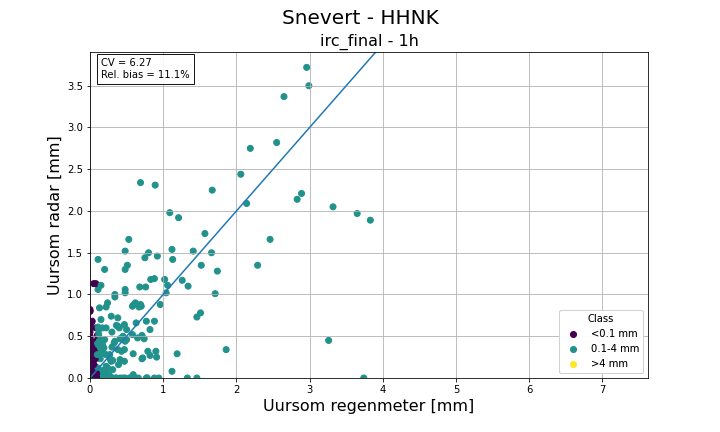 Snevert - HHNK
irc_final - 1h
CV = 6.27
Rel. bias = 11.1%
Uursom radar [mm]
3.5
3.0
2.5
2.0
1.5
1.0
0.5
0.0
Class
<0.1 mm
0.1-4 mm
>4 mm
0 1 2 3 4 5 6 7
Uursom regenmeter [mm]